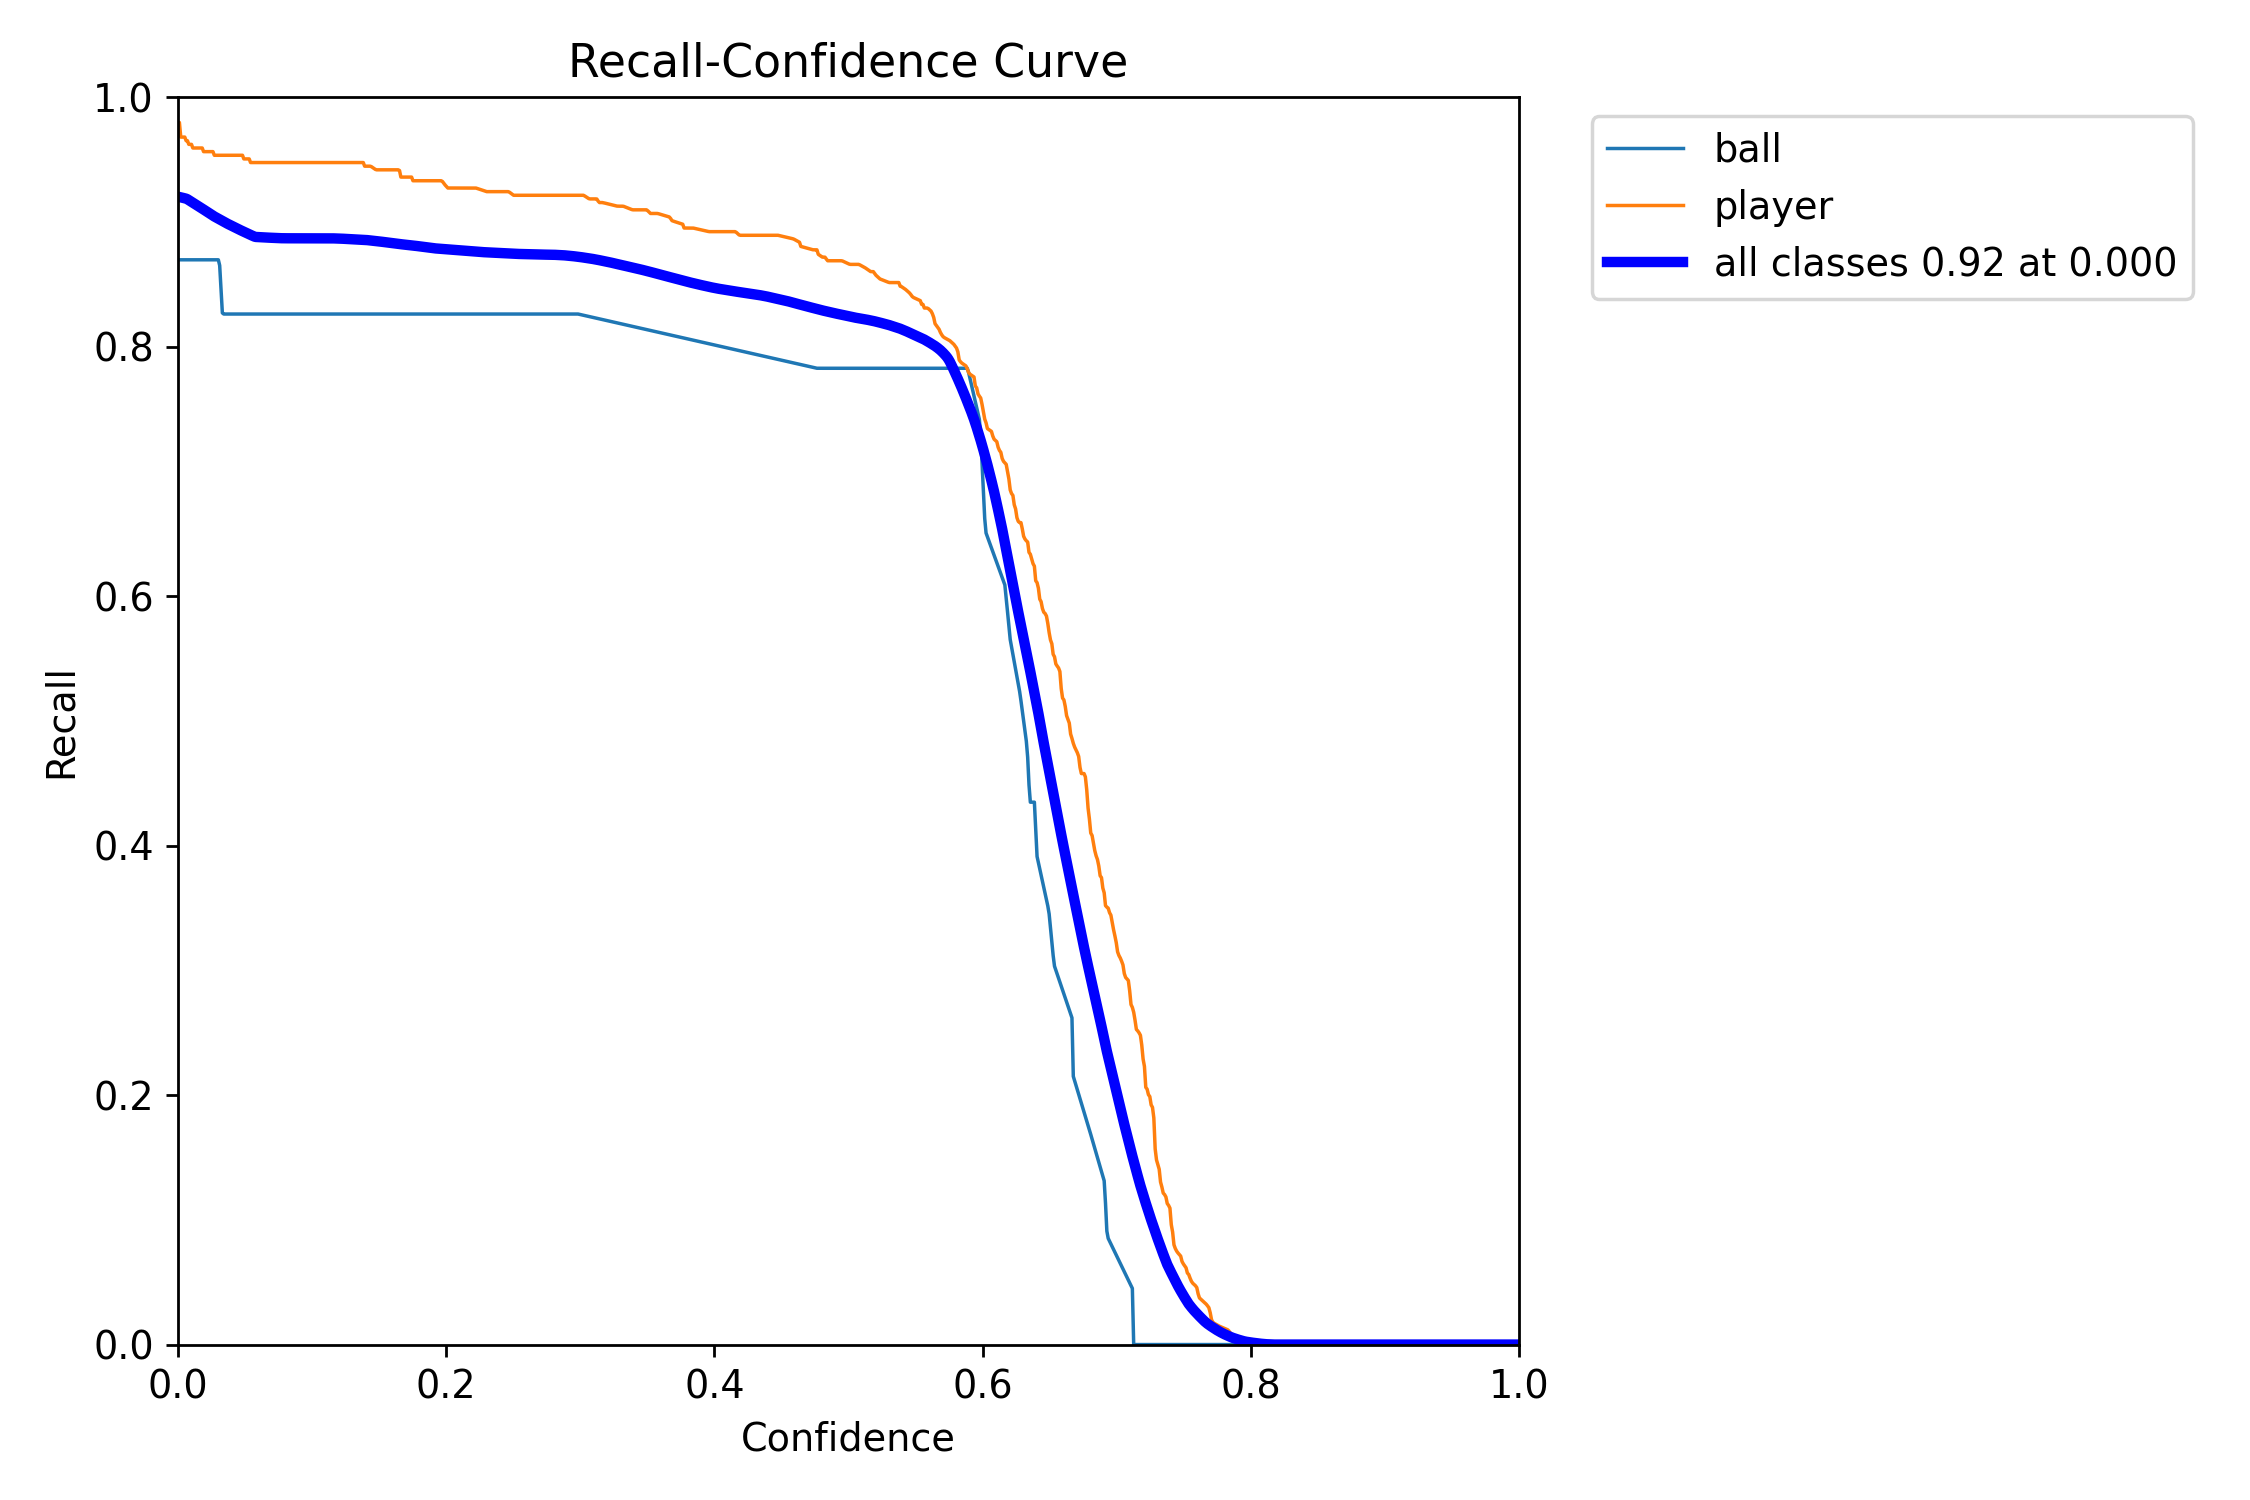 Recall-Confidence Curve
1.0
0.8
0.6
0.4
0.2
0.0
Recall
0.0 0.2 0.4 0.6 0.8 1.0
Confidence
ball
player
all classes 0.92 at 0.000